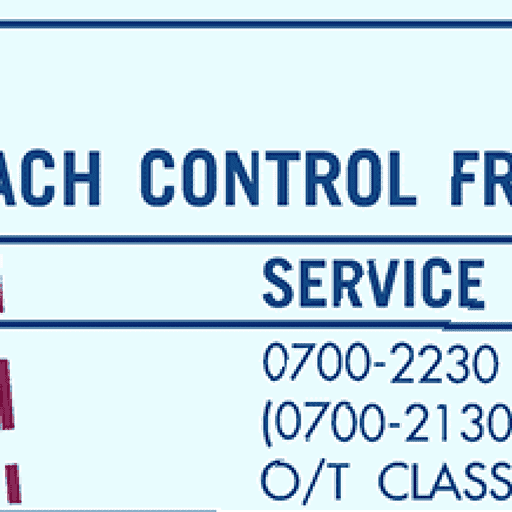 ACH CONTROL FR
SERVICE
0700-2230
(0700-2130
O/T CLASS